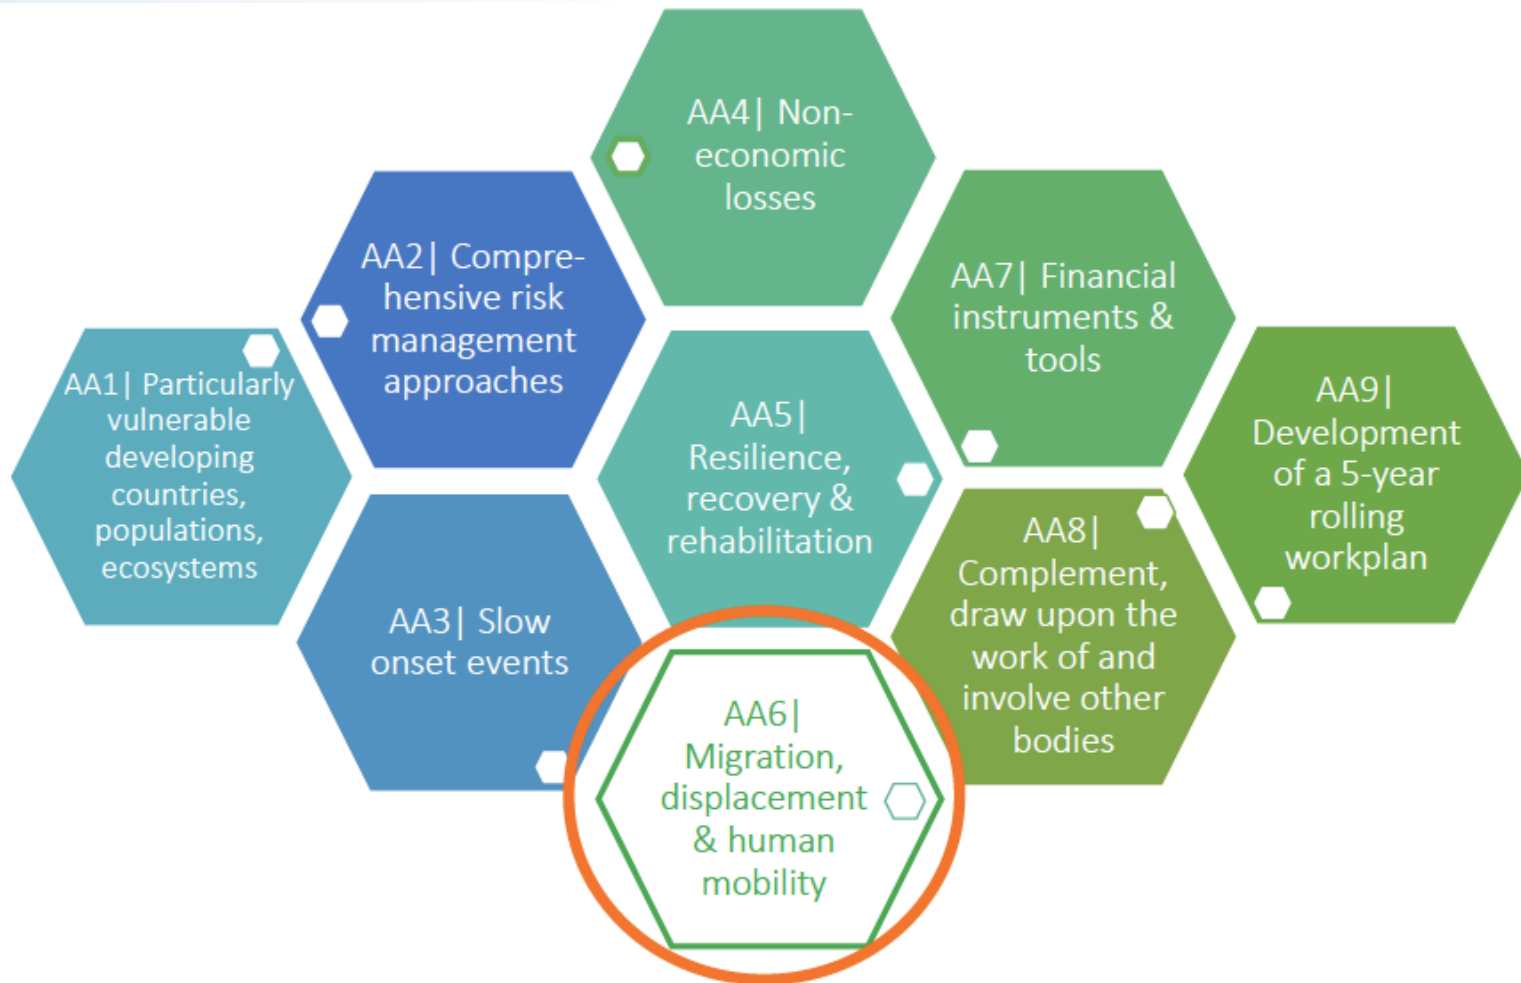 AA1| Particularly
vulnerable
developing
countries,
populations,
ecosystems
AA2| Compre-
hensive risk
management
approaches
AA3| Slow
onset events
AA4| Non-
economic
losses
AA5|
Resilience,
recovery &
rehabilitation
AA6|
Migration,
displacement
& human
mobility
AA7| Financial
instruments &
tools
AA8|
Complement,
draw upon the
work of and
involve other
bodies
AA9|
Development
of a 5-year
rolling
workplan